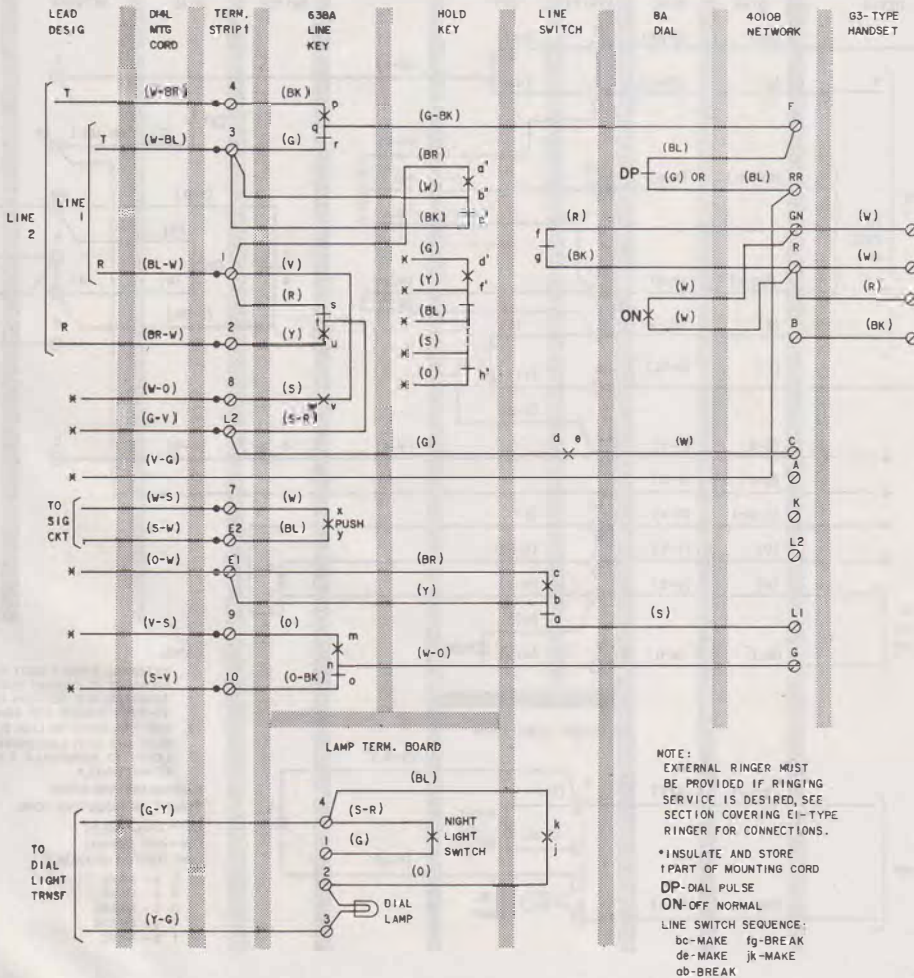 LEAD DESIG
D14L MTG CORD
TERM. STRIP†
638A LINE KEY
HOLD KEY
LINE SWITCH
8A DIAL
4010B NETWORK
G3-TYPE HANDSET
T (W-BR) 4 (BK) p
q (G-BK) F
T (W-BL) 3 (G) r
(BR) a"
(W) b"
(BK) c"
(BL)
DP (G) OR (BL) RR
LINE 1
LINE 2
(R) f GN (W)
g (BK) R (W)
(R)
R (BL-W) 1 (V)
(R) s
(G) d'
(Y) f'
(BL)
(S)
(O) h'
(W)
ON (W)
B (BK)
R (BR-W) 2 (Y) u
* (W-O) 8 (S) v
* (G-V) L2 (S-R)
(G) d e (W) C
* (V-G) A
TO SIG CKT
(W-S) 7 (W) x
PUSH
(S-W) E2 (BL) y
K
L2
* (O-W) E1 (BR) c
(Y) b
a (S) L1
* (V-S) 9 (O) m
n (W-O) G
* (S-V) 10 (O-BK) o
LAMP TERM. BOARD
(BL)
TO DIAL LIGHT TRNSF
(G-Y) 4 (S-R)
NIGHT LIGHT SWITCH
k
j
1 (G)
2 (O)
DIAL LAMP
(Y-G) 3
NOTE:
EXTERNAL RINGER MUST
BE PROVIDED IF RINGING
SERVICE IS DESIRED, SEE
SECTION COVERING E1-TYPE
RINGER FOR CONNECTIONS.
*INSULATE AND STORE
†PART OF MOUNTING CORD
DP-DIAL PULSE
ON-OFF NORMAL
LINE SWITCH SEQUENCE:
bc-MAKE fg-BREAK
de-MAKE jk-MAKE
ab-BREAK